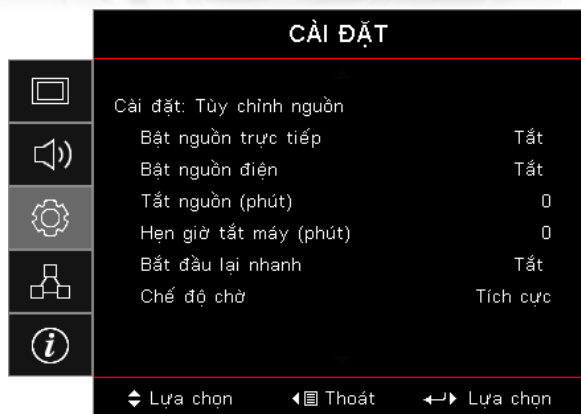 CÀI ĐẶT
Cài đặt: Tùy chỉnh nguồn
Bật nguồn trực tiếp Tắt
Bật nguồn điện Tắt
Tắt nguồn (phút) 0
Hẹn giờ tắt máy (phút) 0
Bắt đầu lại nhanh Tắt
Chế độ chờ Tích cực
Lựa chọn Thoát Lựa chọn